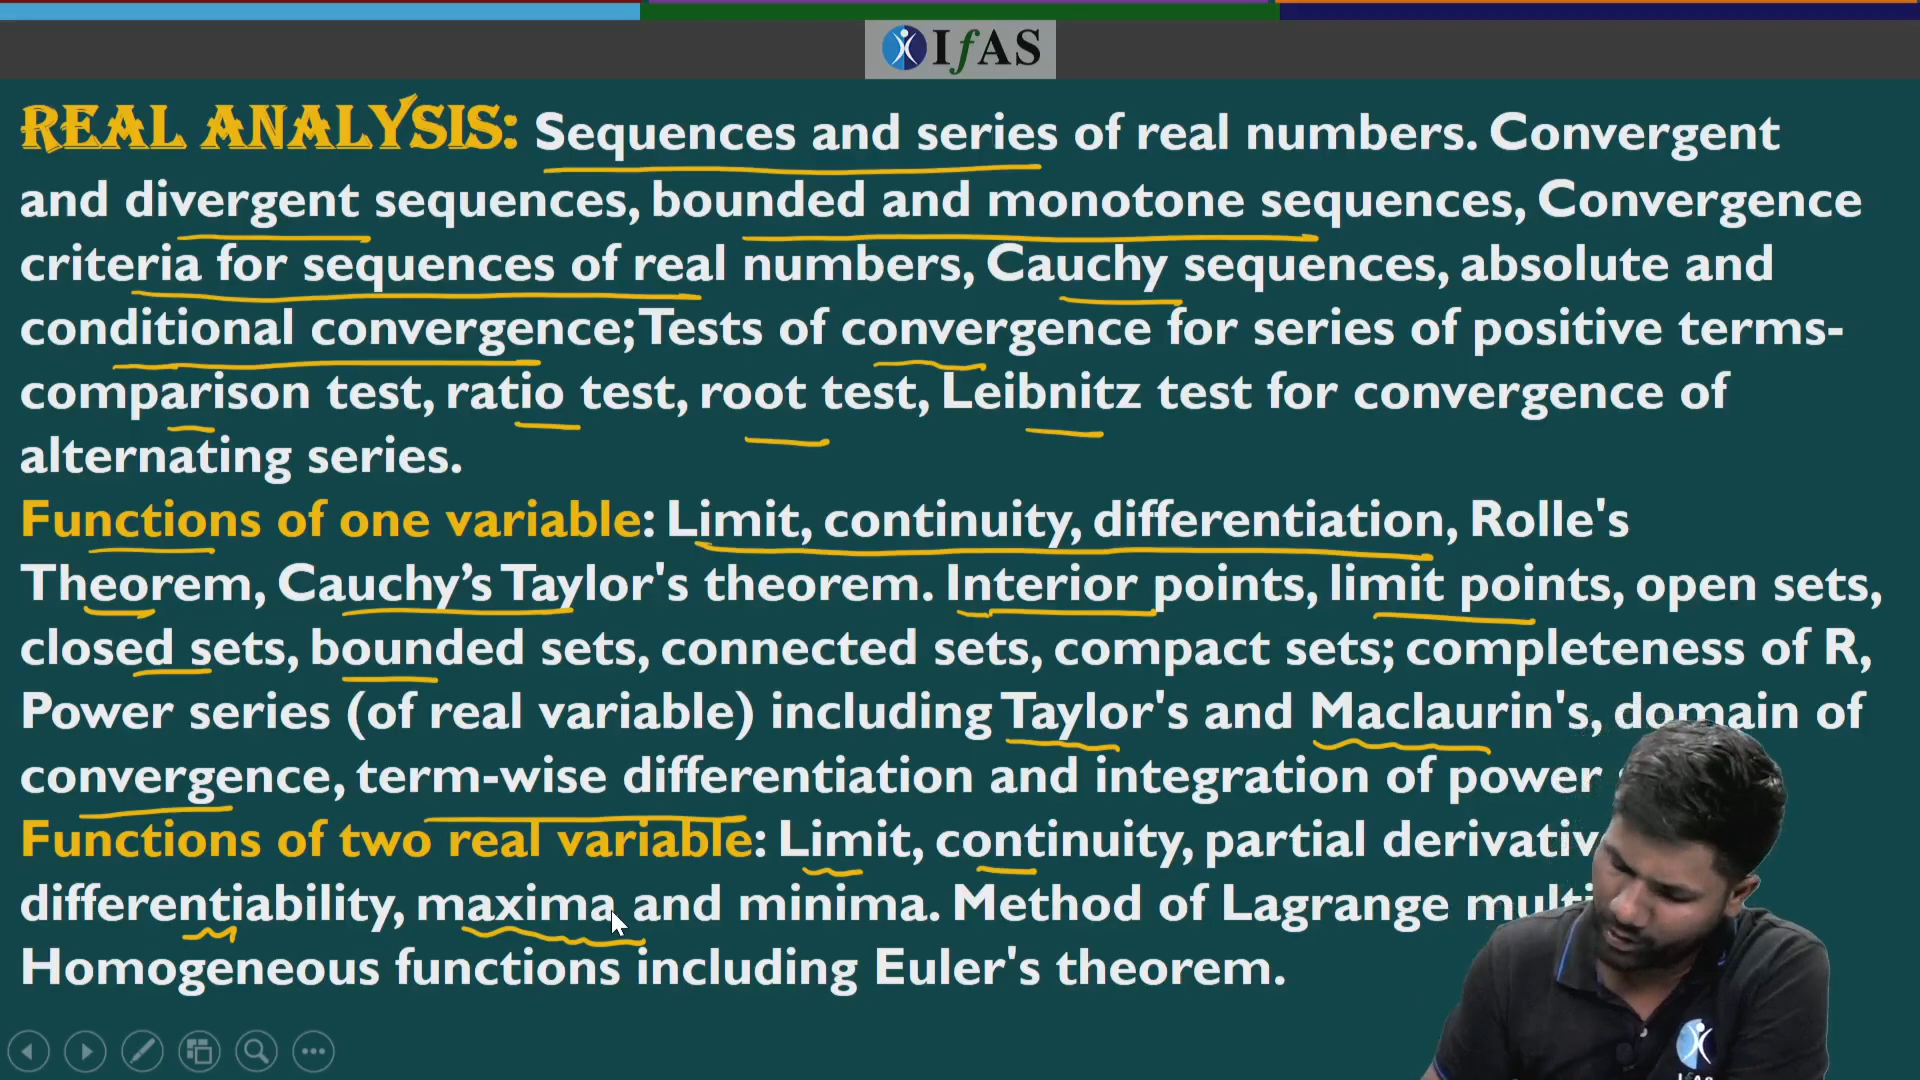 IfAS
REAL ANALYSIS: Sequences and series of real numbers. Convergent
and divergent sequences, bounded and monotone sequences, Convergence
criteria for sequences of real numbers, Cauchy sequences, absolute and
conditional convergence; Tests of convergence for series of positive terms-
comparison test, ratio test, root test, Leibnitz test for convergence of
alternating series.
Functions of one variable: Limit, continuity, differentiation, Rolle's
Theorem, Cauchy’s Taylor's theorem. Interior points, limit points, open sets,
closed sets, bounded sets, connected sets, compact sets; completeness of R,
Power series (of real variable) including Taylor's and Maclaurin's, domain of
convergence, term-wise differentiation and integration of power
Functions of two real variable: Limit, continuity, partial
differentiability, maxima and minima. Method of Lagrange
Homogeneous functions including Euler's theorem.